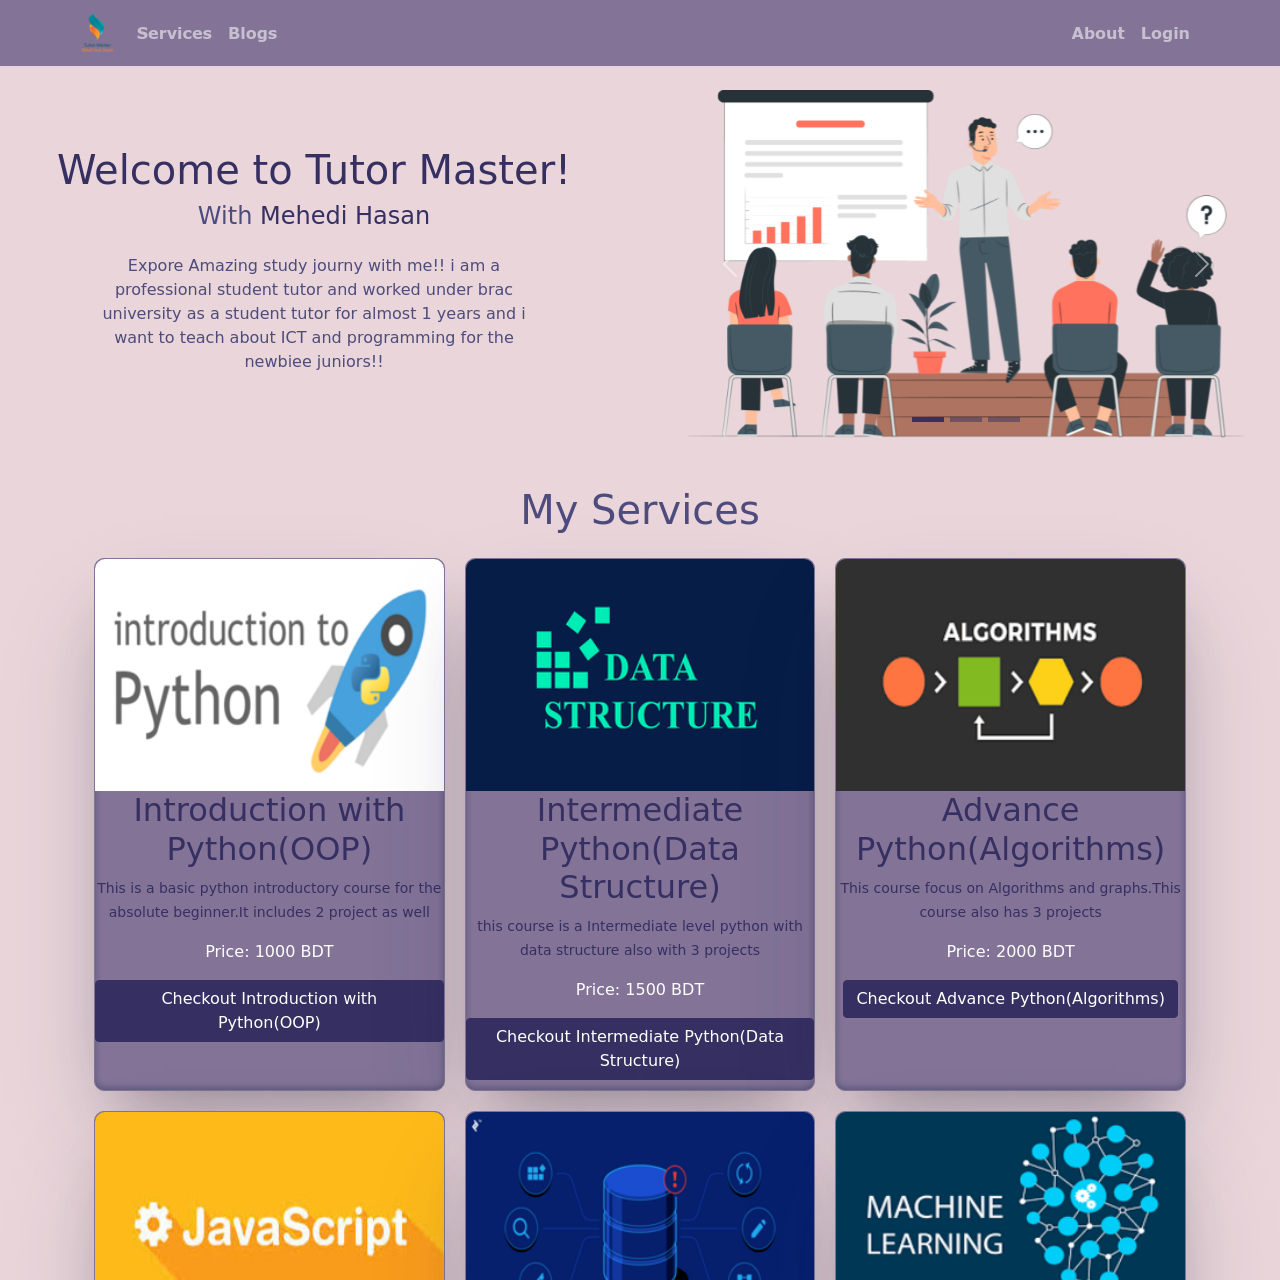 Services Blogs About Login
Welcome to Tutor Master!
With Mehedi Hasan
Expore Amazing study journy with me!! i am a
professional student tutor and worked under brac
university as a student tutor for almost 1 years and i
want to teach about ICT and programming for the
newbiee juniors!!
?
My Services
introduction to
Python
Introduction with
Python(OOP)
This is a basic python introductory course for the
absolute beginner.It includes 2 project as well
Price: 1000 BDT
Checkout Introduction with
Python(OOP)
DATA
STRUCTURE
Intermediate
Python(Data
Structure)
this course is a Intermediate level python with
data structure also with 3 projects
Price: 1500 BDT
Checkout Intermediate Python(Data
Structure)
ALGORITHMS
Advance
Python(Algorithms)
This course focus on Algorithms and graphs.This
course also has 3 projects
Price: 2000 BDT
Checkout Advance Python(Algorithms)
JavaScript
!
MACHINE
LEARNING